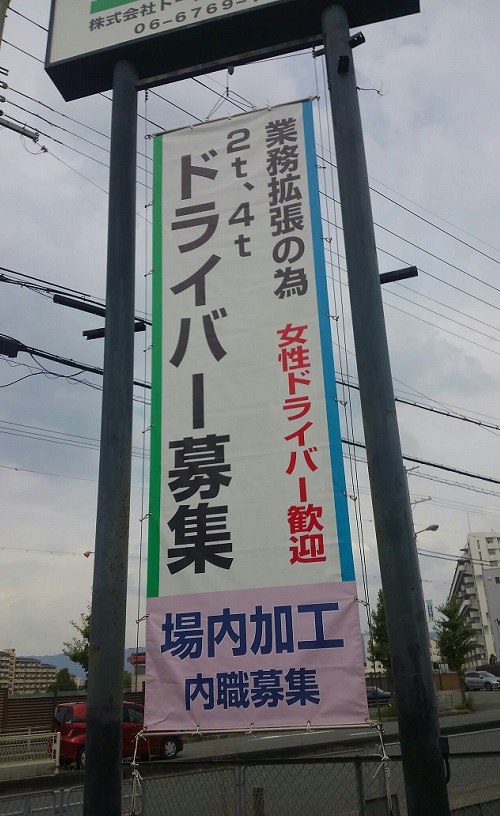 株式会社トー
06-6769-
業務拡張の為
女性ドライバー歓迎
2t、4t
ドライバー募集
場内加工
内職募集